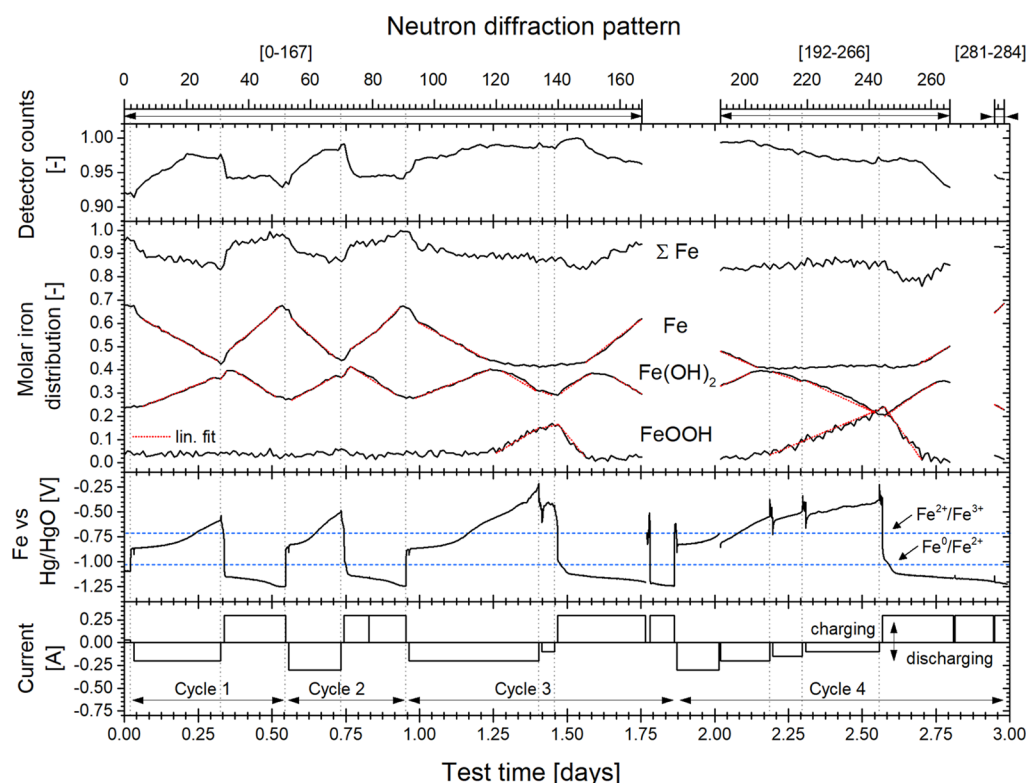 Neutron diffraction pattern
[0-167] [192-266] [281-284]
0 20 40 60 80 100 120 140 160 200 220 240 260
Detector counts [-]
1.00
0.95
0.90
Molar iron distribution [-]
1.0
0.9
0.8
0.7
0.6
0.5
0.4
0.3
0.2
0.1
0.0
Σ Fe
Fe
Fe(OH)2
FeOOH
lin. fit
Fe vs Hg/HgO [V]
-0.25
-0.50
-0.75
-1.00
-1.25
Fe2+/Fe3+
Fe0/Fe2+
Current [A]
0.25
0.00
-0.25
-0.50
-0.75
charging
discharging
Cycle 1 Cycle 2 Cycle 3 Cycle 4
0.00 0.25 0.50 0.75 1.00 1.25 1.50 1.75 2.00 2.25 2.50 2.75 3.00
Test time [days]